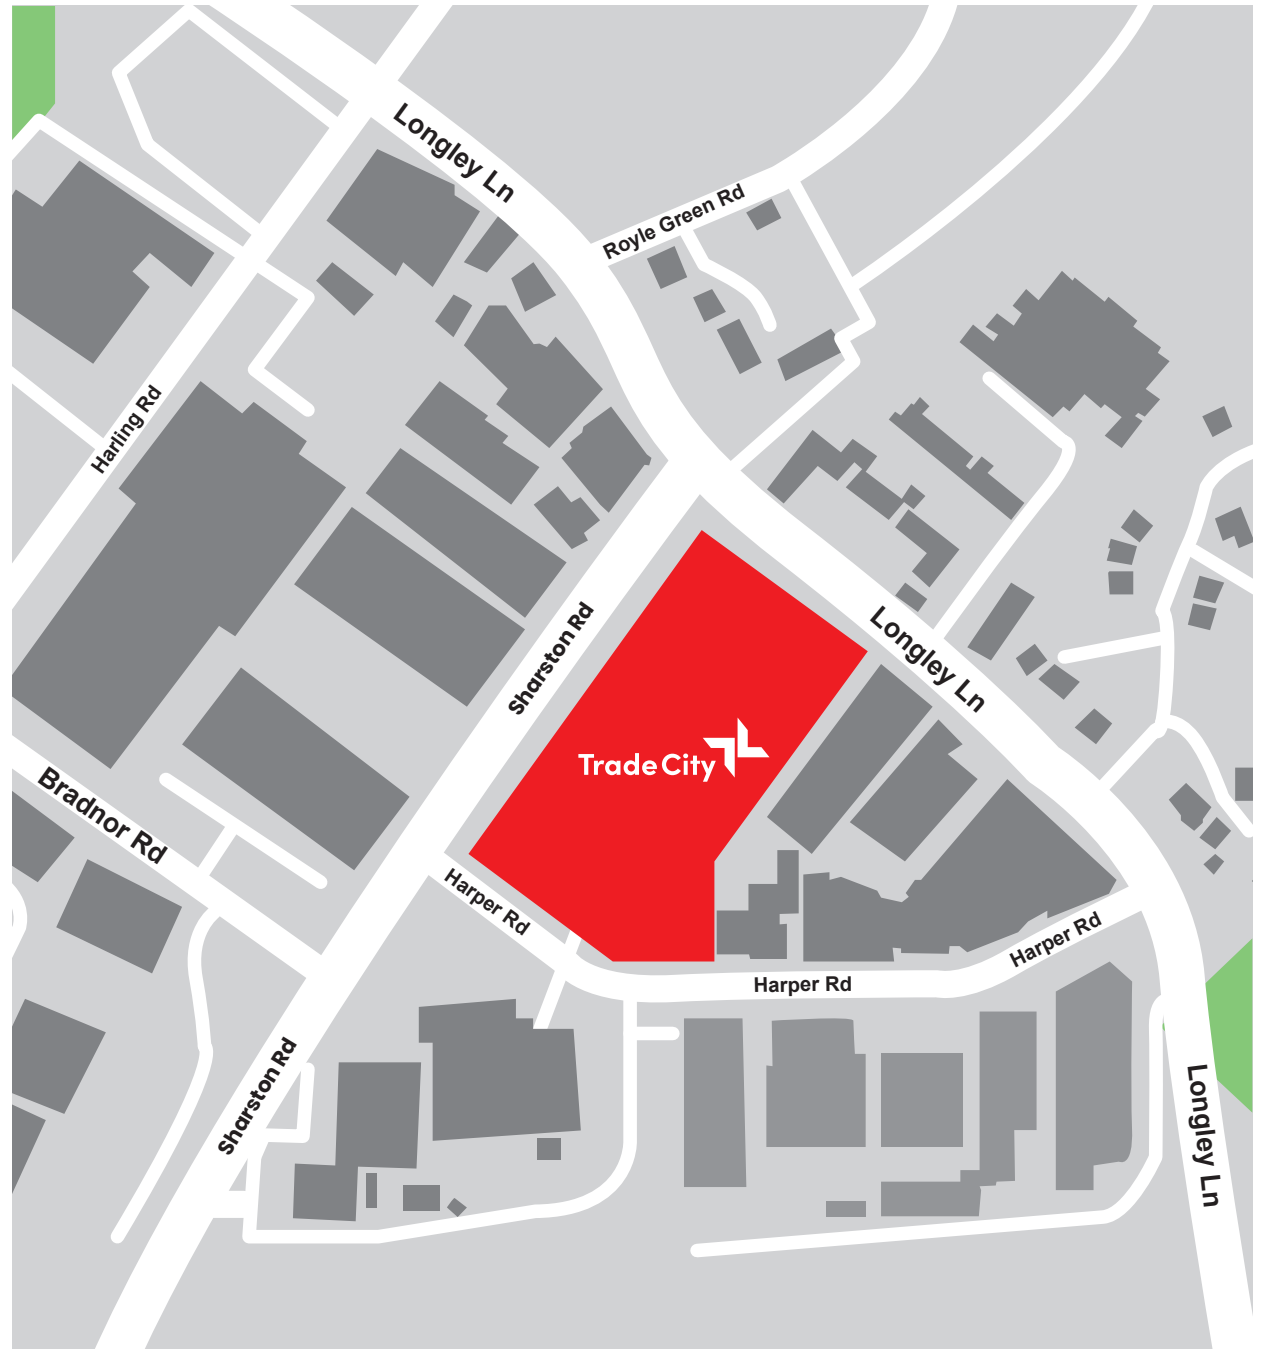 Longley Ln
Royle Green Rd
Harling Rd
Sharston Rd
Longley Ln
Trade City
Bradnor Rd
Harper Rd
Harper Rd
Harper Rd
Sharston Rd
Longley Ln